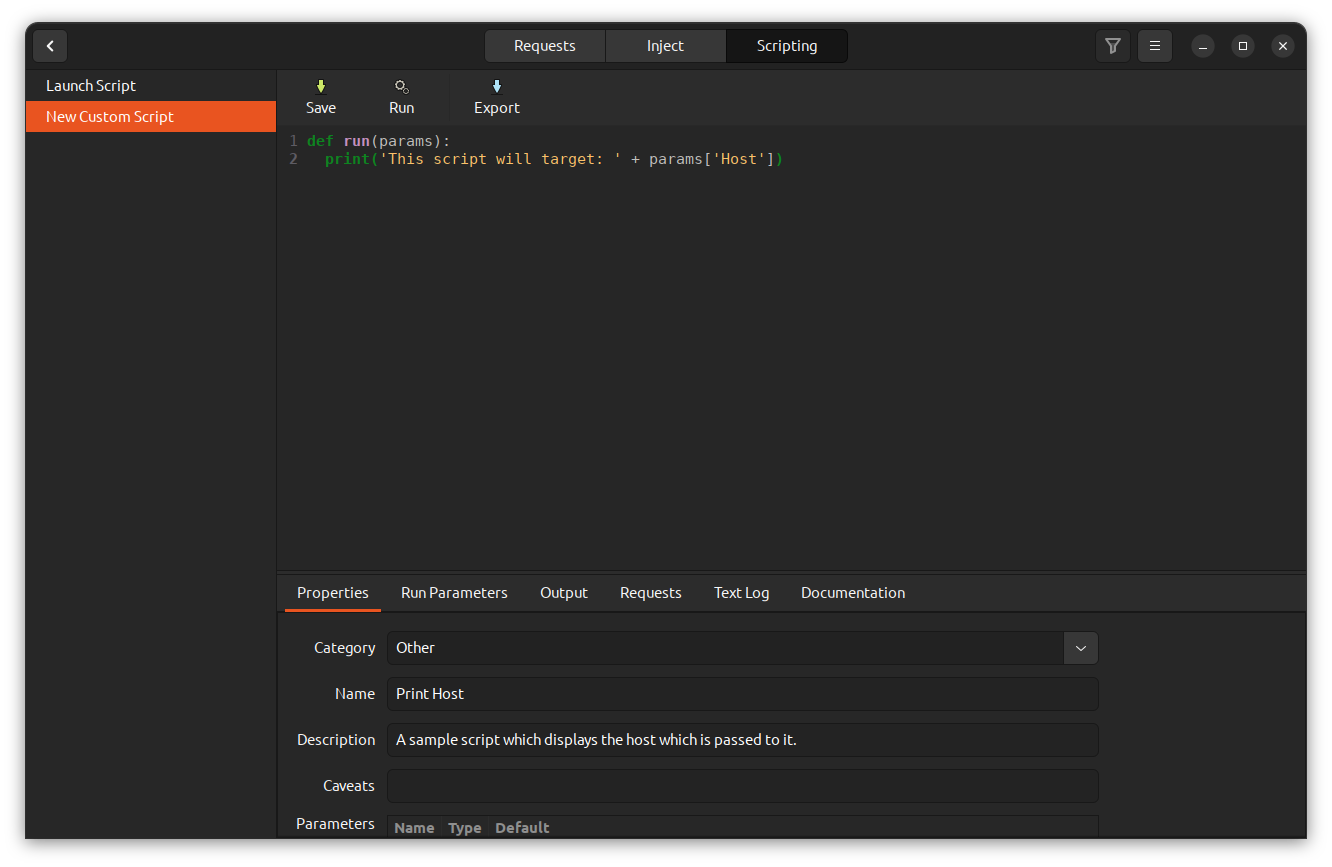 Requests Inject Scripting
Launch Script
New Custom Script
Save Run Export
1 def run(params):
2   print('This script will target: ' + params['Host'])
Properties Run Parameters Output Requests Text Log Documentation
Category Other
Name Print Host
Description A sample script which displays the host which is passed to it.
Caveats
Parameters Name Type Default